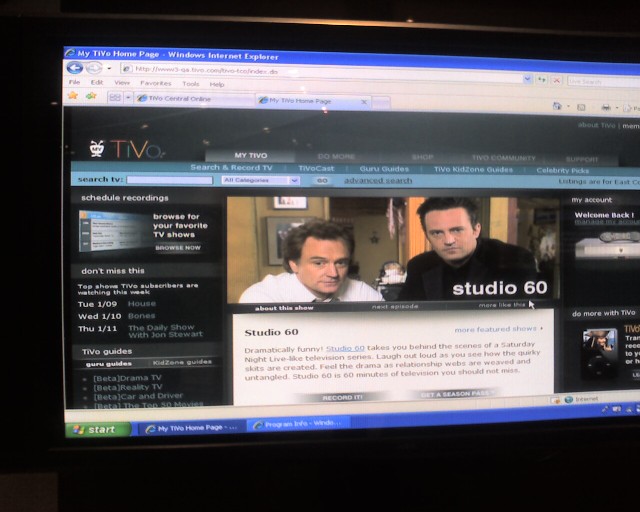 My TiVo Home Page - Windows Internet Explorer
File Edit View Favorites Tools Help
TiVo Central Online My TiVo Home Page
Live Search
about TiVo |
MY TiVo
MY TIVO DO MORE SHOP TIVO COMMUNITY SUPPORT
Search & Record TV TiVoCast Guru Guides TiVo KidZone Guides Celebrity Picks
search tv: All Categories GO advanced search Listings are for East C
schedule recordings
browse for
your favorite
TV shows
BROWSE NOW
don't miss this
Top shows TiVo subscribers are
watching this week
Tue 1/09 House
Wed 1/10 Bones
Thu 1/11 The Daily Show
With Jon Stewart
TiVo guides
guru guides KidZone guides
[Beta]Drama TV
[Beta]Reality TV
[Beta]Car and Driver
[Beta] The Top 50 Movies
studio 60
about this show next episode more like this
Studio 60 more featured shows
Dramatically funny! Studio 60 takes you behind the scenes of a Saturday
Night Live-like television series. Laugh out loud as you see how the quirky
skits are created. Feel the drama as relationship webs are weaved and
untangled. Studio 60 is 60 minutes of television you should not miss.
RECORD IT! GET A SEASON PASS
my account
Welcome Back !
manage my account
do more with TiVo
Internet
start My TiVo Home Page - ... Program Info - Windo...